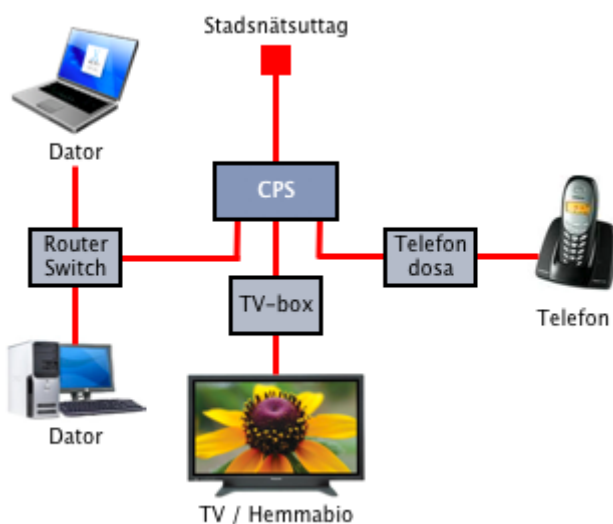 Stadsnätsuttag
Dator
CPS
Router
Switch
Telefon
dosa
TV-box
Telefon
Dator
TV / Hemmabio